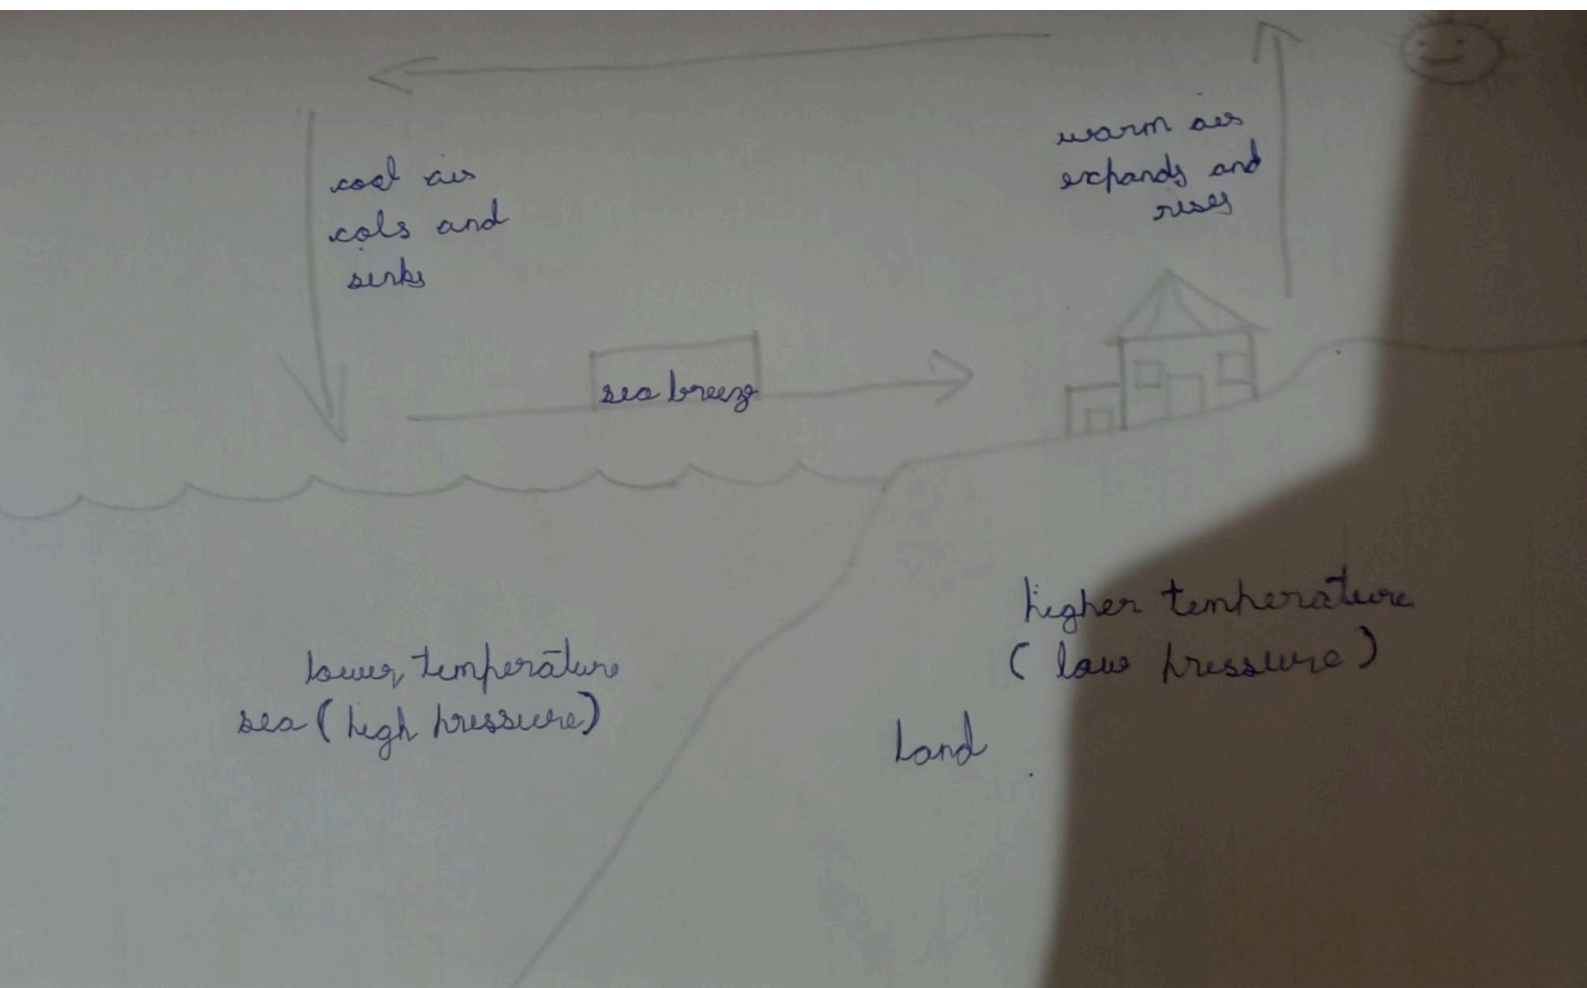 cool air
cols and
sinks
warm air
expands and
rises
sea breeze
higher temperature
(low pressure)
lower temperature
sea (high pressure)
Land